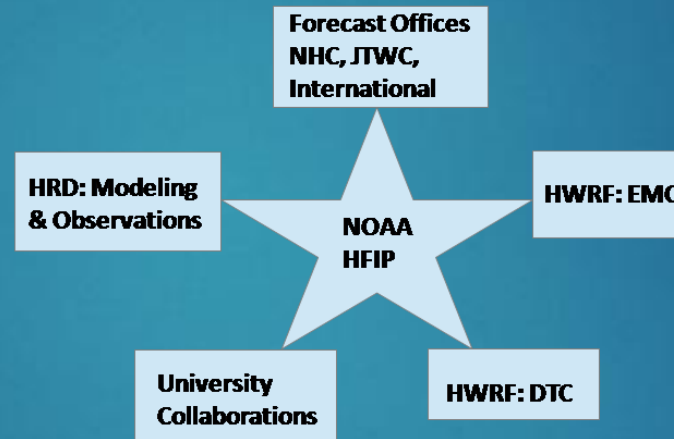 Forecast Offices
NHC, JTWC,
International
HRD: Modeling
& Observations
HWRF: EMC
NOAA
HFIP
University
Collaborations
HWRF: DTC